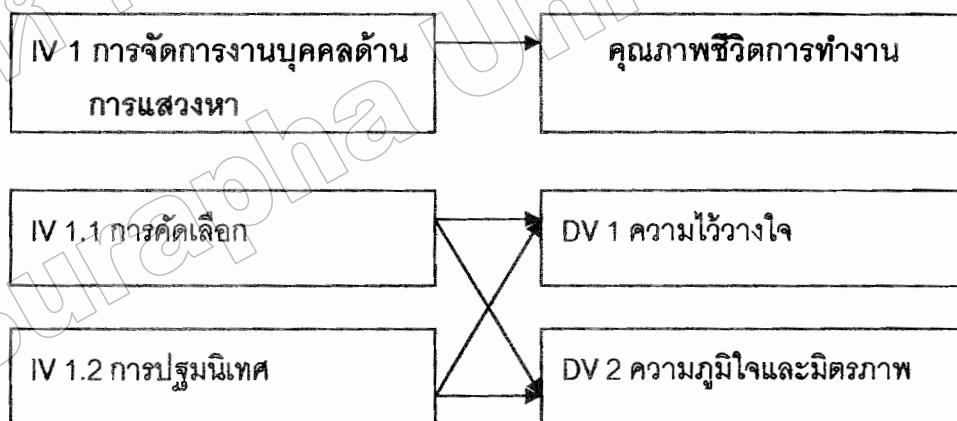 IV 1 การจัดการงานบุคคลด้าน
การแสวงหา
คุณภาพชีวิตการทำงาน
IV 1.1 การคัดเลือก
DV 1 ความไว้วางใจ
IV 1.2 การปฐมนิเทศ
DV 2 ความภูมิใจและมิตรภาพ